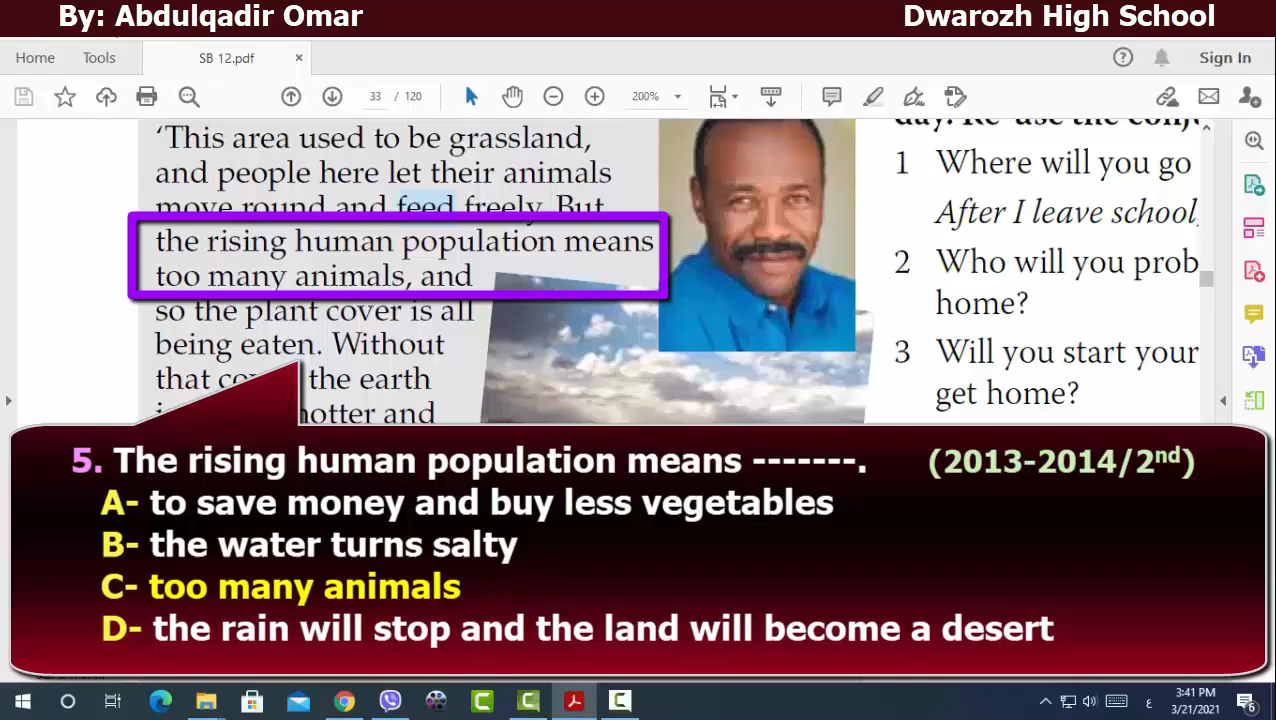 By: Abdulqadir Omar
Dwarozh High School
Home
Tools
SB 12.pdf
×
Sign In
33 / 120
200%
'This area used to be grassland,
and people here let their animals
move round and feed freely. But
the rising human population means
too many animals, and
so the plant cover is all
being eaten. Without
the earth
hotter and
1 Where will you go
After I leave school,
2 Who will you prob
home?
3 Will you start your
get home?
5. The rising human population means -------. (2013-2014/2nd)
A- to save money and buy less vegetables
B- the water turns salty
C- too many animals
D- the rain will stop and the land will become a desert
ع
3:41 PM
3/21/2021
6